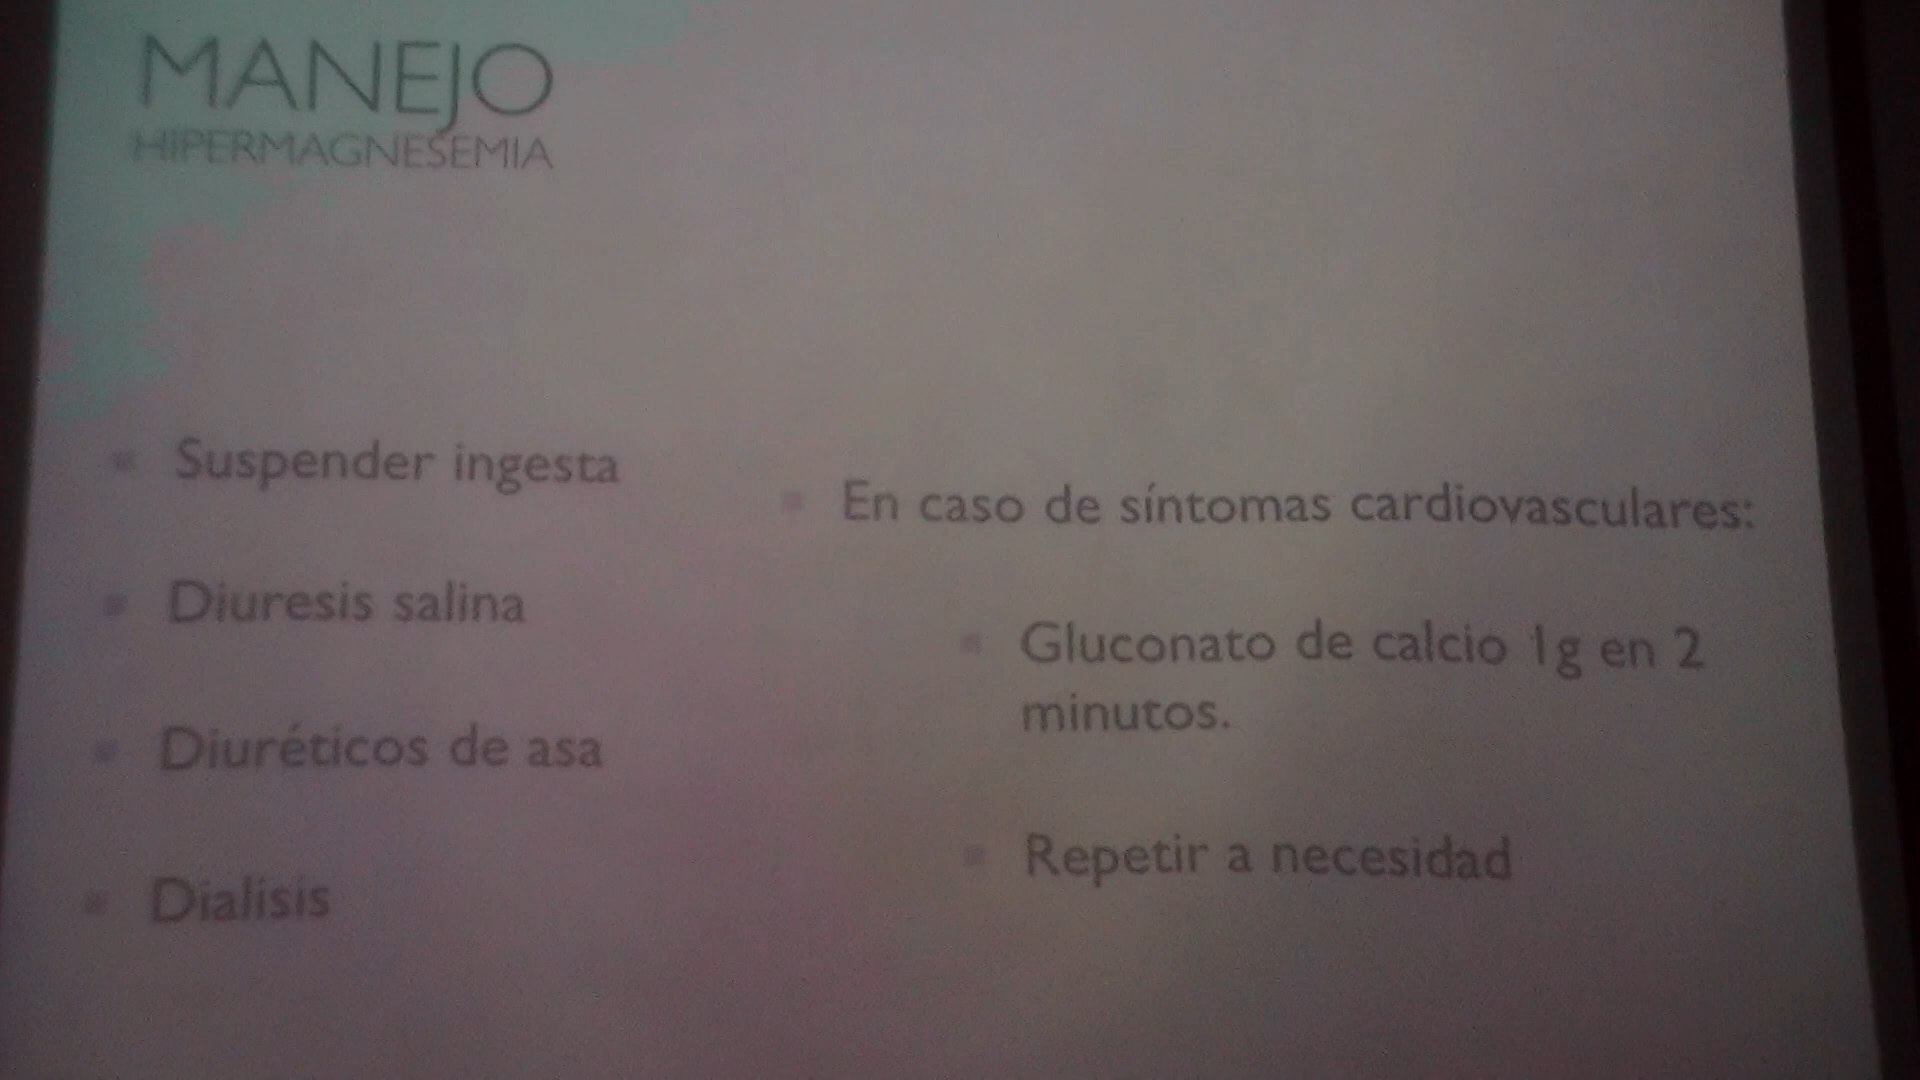 MANEJO
HIPERMAGNESEMIA
Suspender ingesta
Diuresis salina
Diuréticos de asa
Dialisis
En caso de síntomas cardiovasculares:
Gluconato de calcio 1g en 2
minutos.
Repetir a necesidad